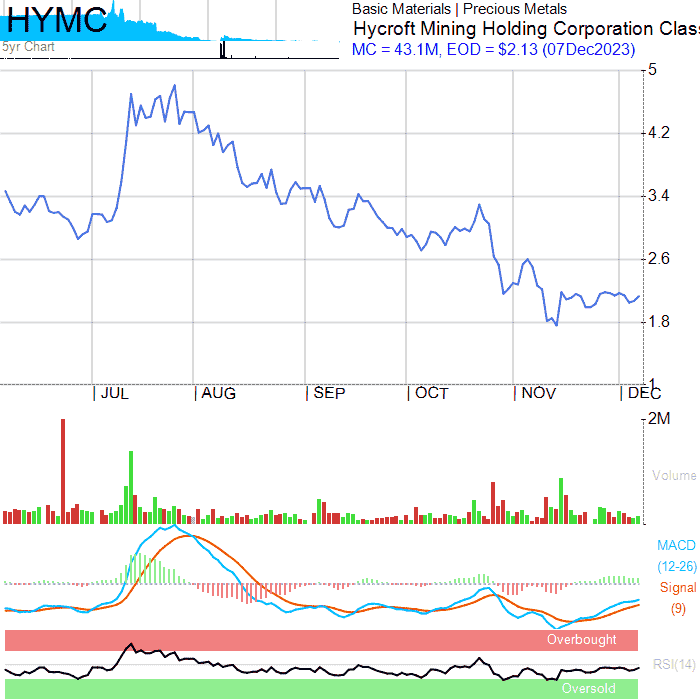 HYMC
5yr Chart
Basic Materials | Precious Metals
Hycroft Mining Holding Corporation Clas
MC = 43.1M, EOD = $2.13 (07Dec2023)
5
4.2
3.4
2.6
1.8
1
JUL AUG SEP OCT NOV DEC
2M
Volume
MACD
(12-26)
Signal
(9)
Overbought
RSI(14)
Oversold